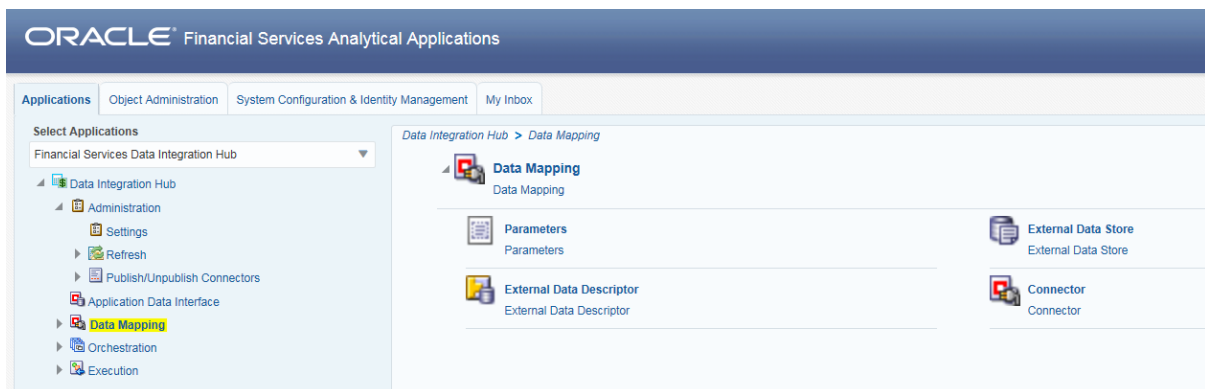 ORACLE® Financial Services Analytical Applications
Applications Object Administration System Configuration & Identity Management My Inbox
Select Applications
Financial Services Data Integration Hub
Data Integration Hub
Administration
Settings
Refresh
Publish/Unpublish Connectors
Application Data Interface
Data Mapping
Orchestration
Execution
Data Integration Hub > Data Mapping
Data Mapping
Data Mapping
Parameters
Parameters
External Data Store
External Data Store
External Data Descriptor
External Data Descriptor
Connector
Connector